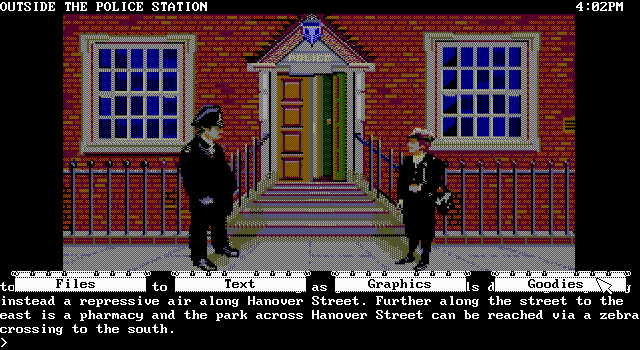 OUTSIDE THE POLICE STATION 4:02PM
POLICE
to to as ls d y
Files Text Graphics Goodies
instead a repressive air along Hanover Street. Further along the street to the
east is a pharmacy and the park across Hanover Street can be reached via a zebra
crossing to the south.
>